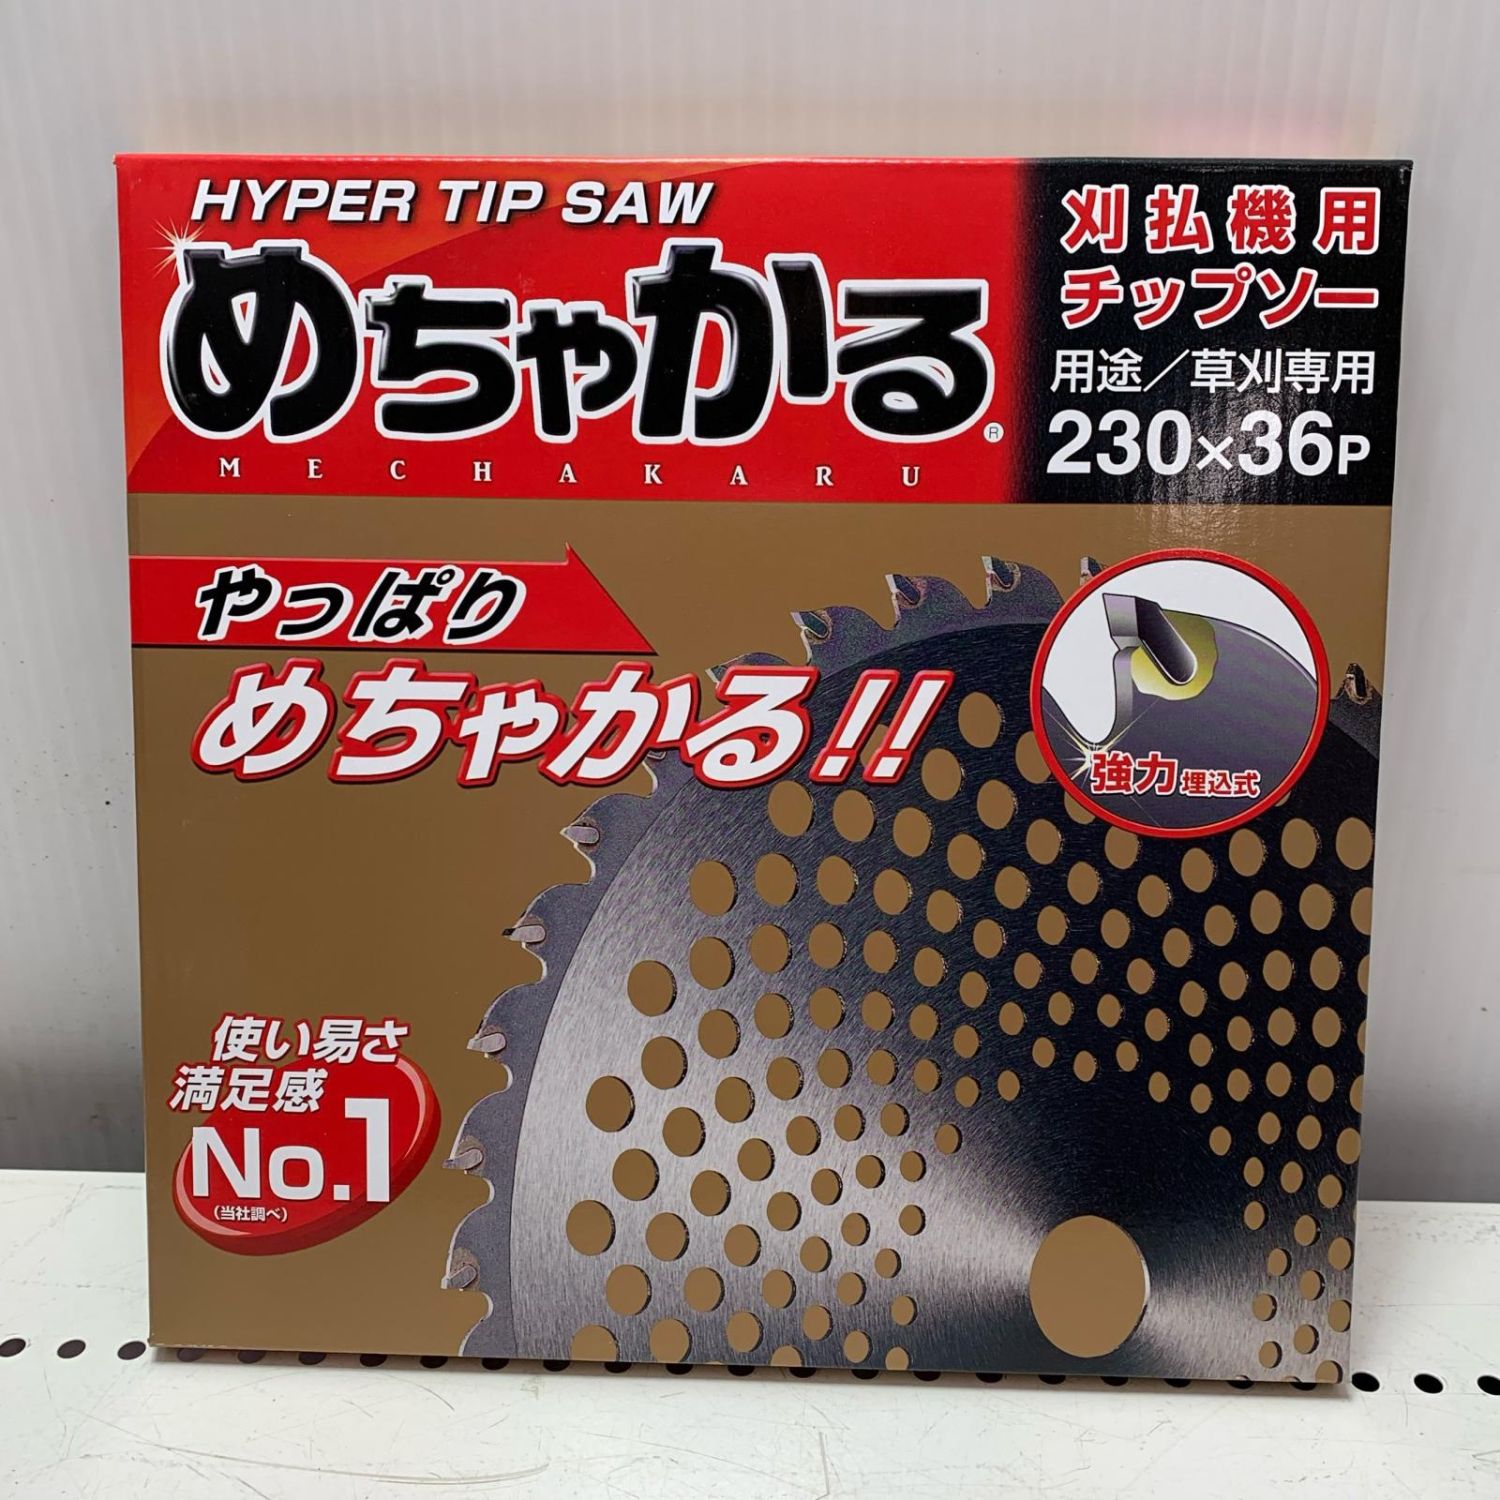 HYPER TIP SAW
めちゃかる®
MECHAKARU
刈払機用
チップソー
用途／草刈専用
230×36P
やっぱり
めちゃかる!!
強力埋込式
使い易さ
満足感
No.1
(当社調べ)